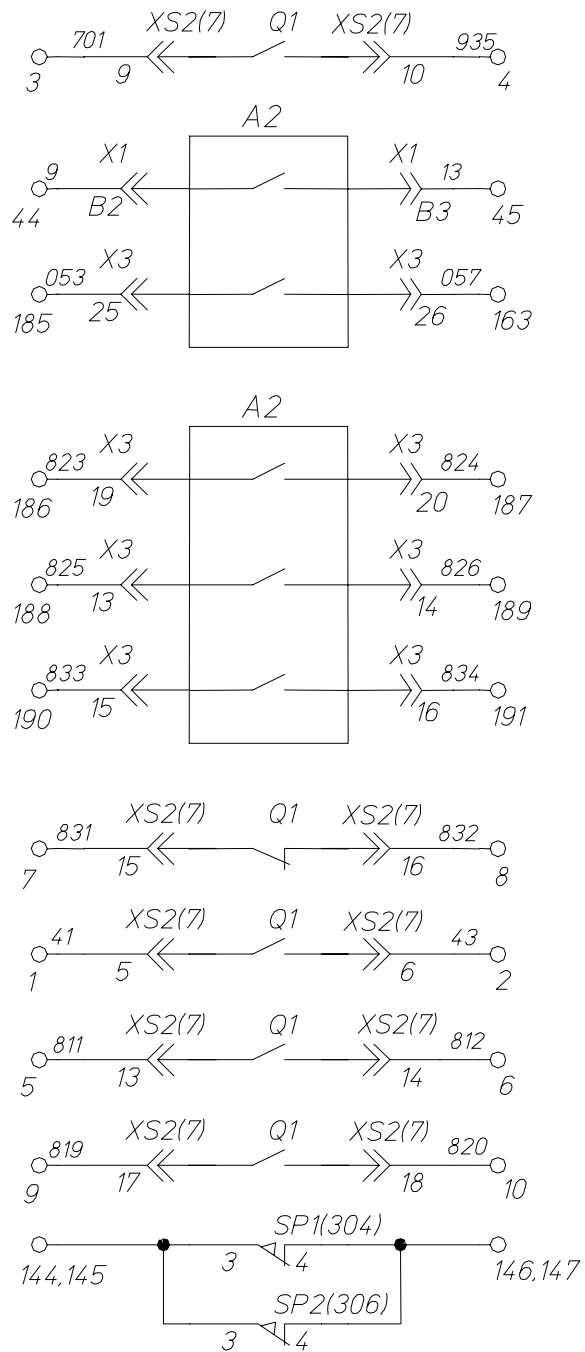 XS2(7) Q1 XS2(7)
701 935
3 9 10 4
A2
X1 X1
9 13
44 B2 B3 45
X3 X3
053 057
185 25 26 163
A2
X3 X3
823 824
186 19 20 187
X3 X3
825 826
188 13 14 189
X3 X3
833 834
190 15 16 191
XS2(7) Q1 XS2(7)
831 832
7 15 16 8
XS2(7) Q1 XS2(7)
41 43
1 5 6 2
XS2(7) Q1 XS2(7)
811 812
5 13 14 6
XS2(7) Q1 XS2(7)
819 820
9 17 18 10
SP1(304)
144,145 3 4 146,147
SP2(306)
3 4